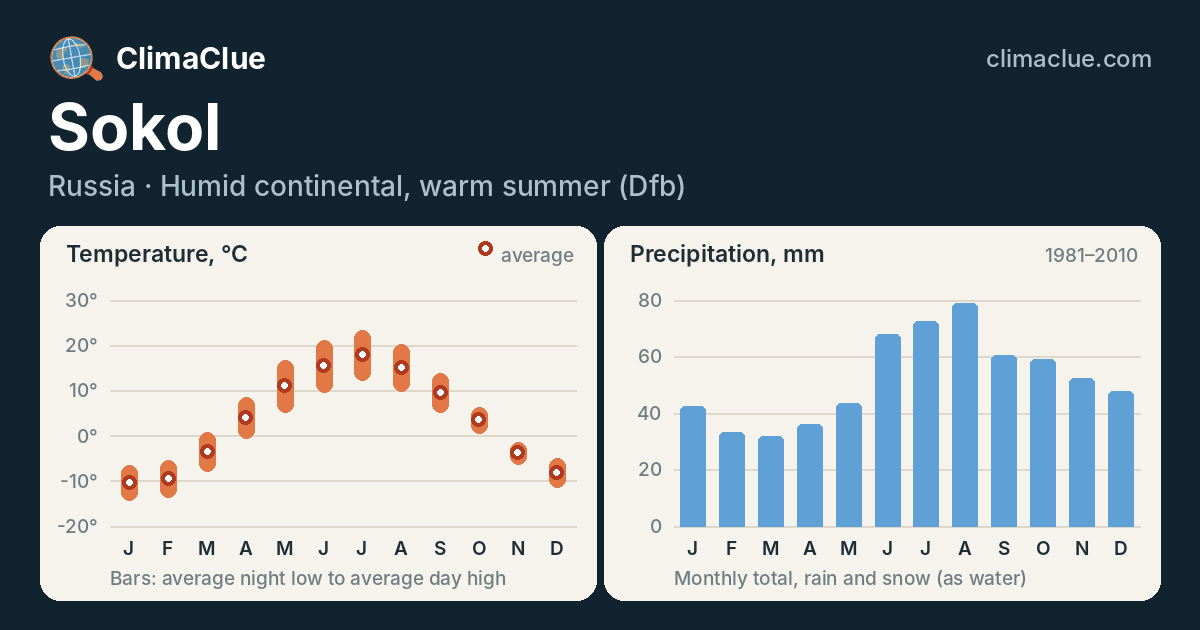 ClimaClue
climaclue.com
Sokol
Russia · Humid continental, warm summer (Dfb)
Temperature, °C
average
30°
20°
10°
0°
-10°
-20°
J F M A M J J A S O N D
Bars: average night low to average day high
Precipitation, mm
1981–2010
80
60
40
20
0
J F M A M J J A S O N D
Monthly total, rain and snow (as water)